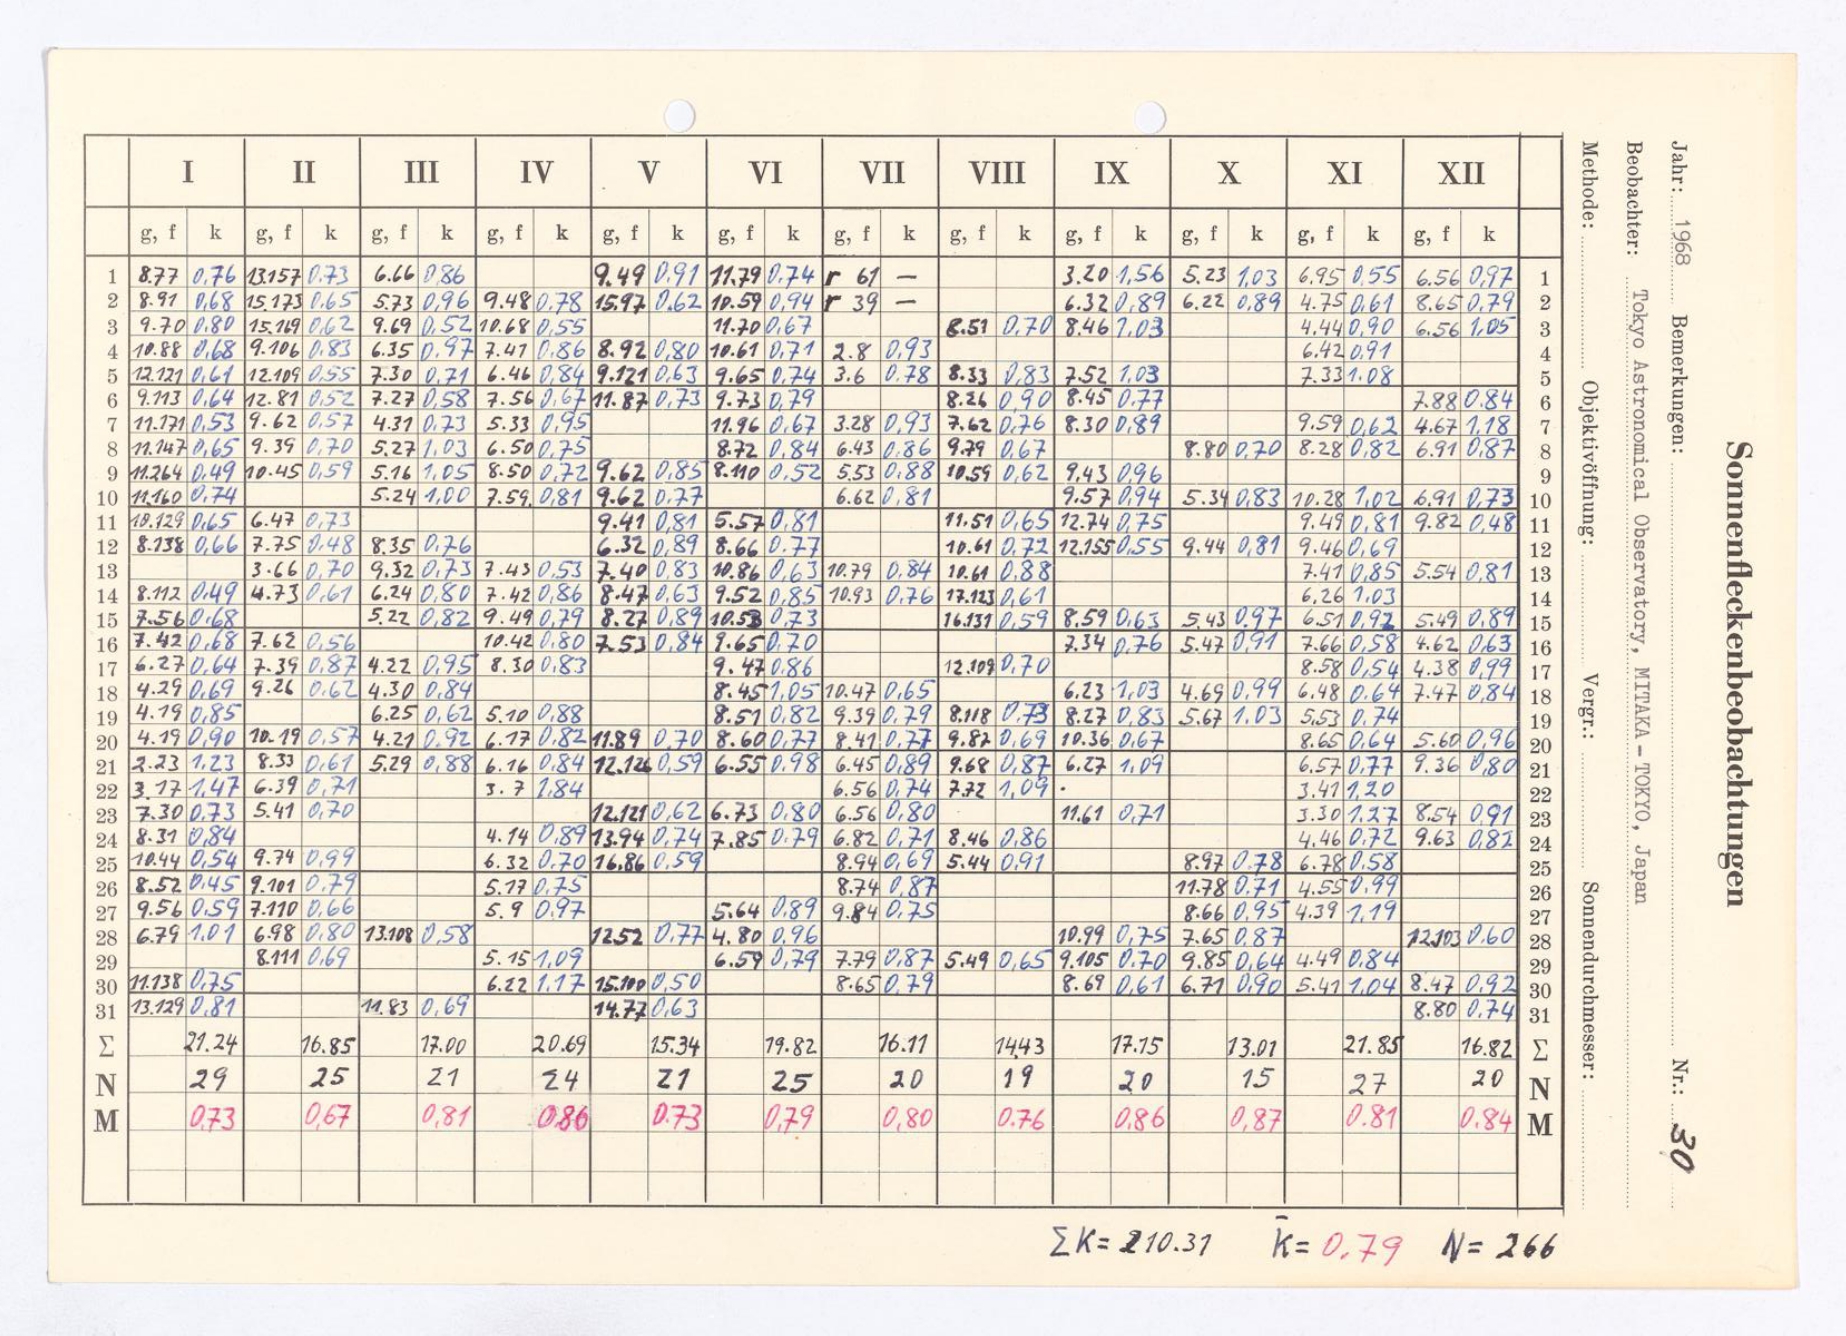 Sonnenfleckenbeobachtungen
Jahr: 1968 Bemerkungen: Nr.: 30
Beobachter: Tokyo Astronomical Observatory, MITAKA - TOKYO, Japan
Methode: Objektivöffnung: Vergr.: Sonnendurchmesser:
I II III IV V VI VII VIII IX X XI XII
g, f k g, f k g, f k g, f k g, f k g, f k g, f k g, f k g, f k g, f k g, f k g, f k
1 8.77 0,76 13.157 0.73 6.66 0,86 9.49 0,91 11.79 0.74 r 61 — 3.20 1,56 5.23 1,03 6.95 0.55 6.56 0,97 1
2 8.91 0,68 15.173 0.65 5.73 0,96 9.48 0,78 15.97 0.62 10.59 0,94 r 39 — 6.32 0,89 6.22 0,89 4.75 0,61 8.65 0,79 2
3 9.70 0,80 15.169 0,62 9.69 0,52 10.68 0,55 11.70 0,67 8.51 0,70 8.46 1,03 4.44 0,90 6.56 1,05 3
4 10.88 0,68 9.106 0,83 6.35 0,97 7.41 0,86 8.92 0,80 10.61 0,71 2.8 0,93 6.42 0,91 4
5 12.121 0,61 12.109 0,55 7.30 0,71 6.46 0,84 9.121 0,63 9.65 0,74 3.6 0,78 8.33 0,83 7.52 1,03 7.33 1.08 5
6 9.113 0,64 12.81 0,52 7.27 0,58 7.56 0,67 11.87 0,73 9.73 0,79 8.26 0,90 8.45 0,77 7.88 0.84 6
7 11.171 0,53 9.62 0,57 4.31 0,73 5.33 0,95 11.96 0,67 3.28 0,93 7.62 0,76 8.30 0,89 9.59 0,62 4.67 1,18 7
8 11.147 0,65 9.39 0,70 5.27 1,03 6.50 0,75 8.72 0,84 6.43 0,86 9.79 0,67 8.80 0,70 8.28 0,82 6.91 0,87 8
9 11.264 0,49 10.45 0,59 5.16 1,05 8.50 0,72 9.62 0,85 8.110 0,52 5.53 0,88 10.59 0,62 9.43 0,96 9
10 11.160 0,74 5.24 1,00 7.59 0,81 9.62 0,77 6.62 0,81 9.57 0,94 5.34 0,83 10.28 1,02 6.91 0,73 10
11 10.129 0,65 6.47 0,73 9.41 0,81 5.57 0,81 11.51 0,65 12.74 0,75 9.49 0,81 9.82 0,48 11
12 8.138 0,66 7.75 0.48 8.35 0.76 6.32 0,89 8.66 0.77 10.61 0.72 12.155 0,55 9.44 0,81 9.46 0,69 12
13 3.66 0,70 9.32 0,73 7.43 0,53 7.40 0,83 10.86 0,63 10.79 0,84 10.61 0.88 7.41 0,85 5.54 0,81 13
14 8.112 0,49 4.73 0,61 6.24 0,80 7.42 0,86 8.47 0,63 9.52 0,85 10.93 0,76 17.123 0,61 6,26 1,03 14
15 7.56 0,68 5.22 0,82 9.49 0,79 8.27 0,89 10.53 0,73 16.131 0,59 8.59 0,63 5.43 0,97 6.51 0,92 5.49 0,89 15
16 7.42 0,68 7.62 0,56 10.42 0,80 7.53 0,84 9.65 0,70 7.34 0,76 5.47 0,91 7.66 0,58 4.62 0,63 16
17 6.27 0,64 7.39 0,87 4.22 0,95 8.30 0,83 9.47 0.86 12.109 0,70 8.58 0,54 4.38 0,99 17
18 4.29 0,69 9.26 0,62 4.30 0,84 8.45 1,05 10.47 0,65 6.23 1,03 4.69 0,99 6.48 0.64 7.47 0,84 18
19 4.19 0,85 6.25 0,62 5.10 0,88 8.51 0,82 9.39 0,79 8.118 0,73 8.27 0,83 5.67 1.03 5.53 0,74 19
20 4.19 0,90 10.19 0,57 4.21 0.92 6.17 0,82 11.89 0,70 8.60 0,77 8.41 0,77 9.87 0,69 10.36 0,67 8.65 0,64 5.60 0,96 20
21 2.23 1.23 8.33 0,61 5.29 0,88 6.16 0,84 12.126 0,59 6.55 0.98 6.45 0,89 9.68 0,87 6.27 1,09 6.57 0,77 9.36 0,80 21
22 3.17 1,47 6.39 0,71 3.7 1,84 6.56 0,74 7.72 1,09 3.41 1,20 22
23 7.30 0,73 5.41 0,70 12.121 0,62 6.73 0,80 6.56 0,80 11.61 0,71 3.30 1.27 8.54 0,91 23
24 8.31 0,84 4.14 0,89 13.94 0,74 7.85 0,79 6.82 0,71 8.46 0,86 4.46 0,72 9.63 0,82 24
25 10.44 0,54 9.74 0,99 6.32 0,70 16.86 0,59 8.94 0,69 5.44 0,91 8.97 0.78 6.78 0,58 25
26 8.52 0,45 9.101 0,79 5.17 0,75 8.74 0,87 11.78 0,71 4.55 0,99 26
27 9.56 0,59 7.110 0,66 5.9 0,97 5.64 0,89 9.84 0,75 8.66 0,95 4.39 1,19 27
28 6.79 1,01 6.98 0,80 13.108 0,58 12.52 0,77 4.80 0,96 10.99 0,75 7.65 0,87 12.103 0.60 28
29 8.111 0,69 5.15 1,09 6.59 0,79 7.79 0,87 5.49 0,65 9.105 0.70 9.85 0,64 4.49 0,84 29
30 11.138 0,75 6.22 1,17 15.100 0,50 8.65 0,79 8.69 0,61 6.71 0,90 5.41 1,04 8.47 0,92 30
31 13.129 0,81 11.83 0,69 14.77 0,63 8.80 0.74 31
Σ 21.24 16.85 17.00 20.69 15.34 19.82 16.11 14.43 17.15 13.01 21.85 16.82 Σ
N 29 25 21 24 21 25 20 19 20 15 27 20 N
M 0,73 0,67 0,81 0.86 0.73 0,79 0,80 0.76 0.86 0,87 0.81 0.84 M
ΣK= 210.31 k̄= 0,79 N= 266